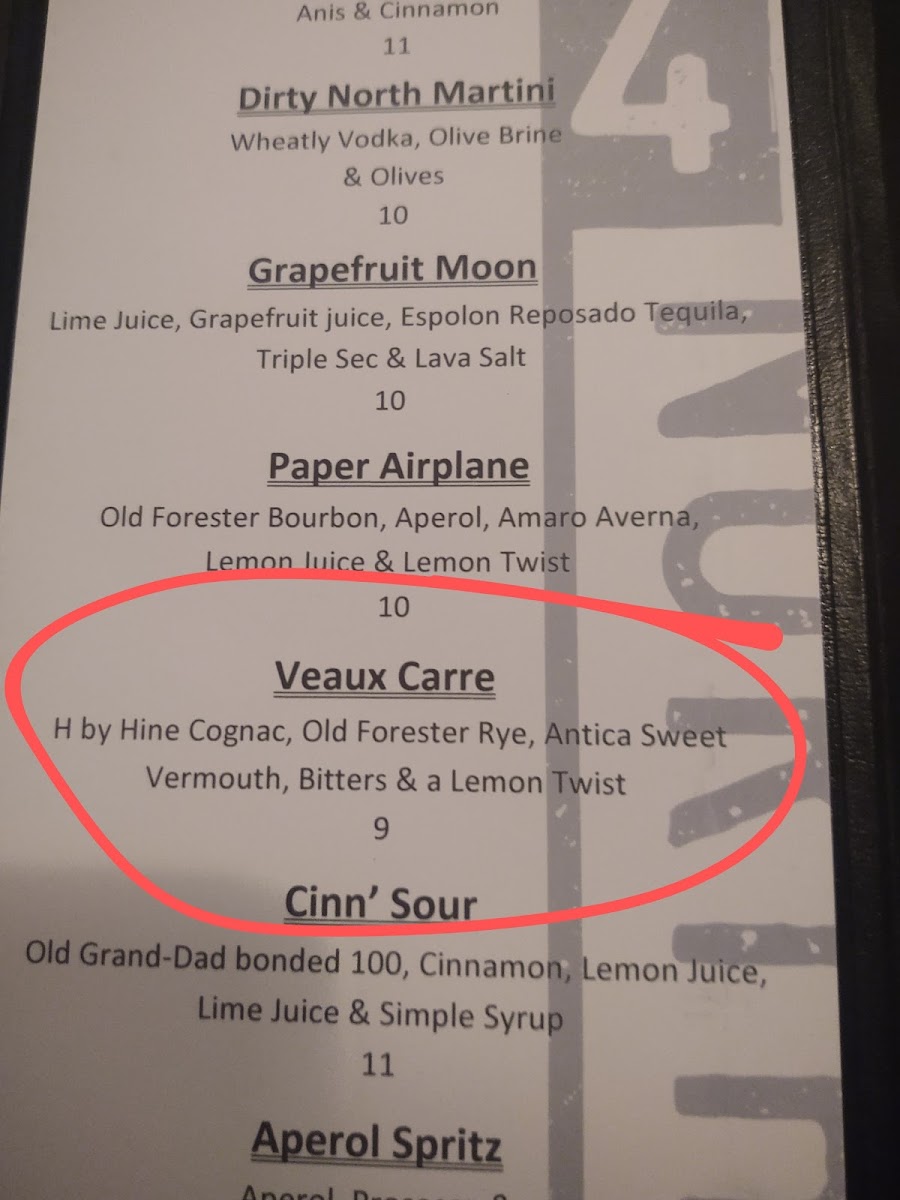 Anis & Cinnamon
11
Dirty North Martini
Wheatly Vodka, Olive Brine
& Olives
10
Grapefruit Moon
Lime Juice, Grapefruit juice, Espolon Reposado Tequila,
Triple Sec & Lava Salt
10
Paper Airplane
Old Forester Bourbon, Aperol, Amaro Averna,
Lemon Juice & Lemon Twist
10
Veaux Carre
H by Hine Cognac, Old Forester Rye, Antica Sweet
Vermouth, Bitters & a Lemon Twist
9
Cinn’ Sour
Old Grand-Dad bonded 100, Cinnamon, Lemon Juice,
Lime Juice & Simple Syrup
11
Aperol Spritz
4